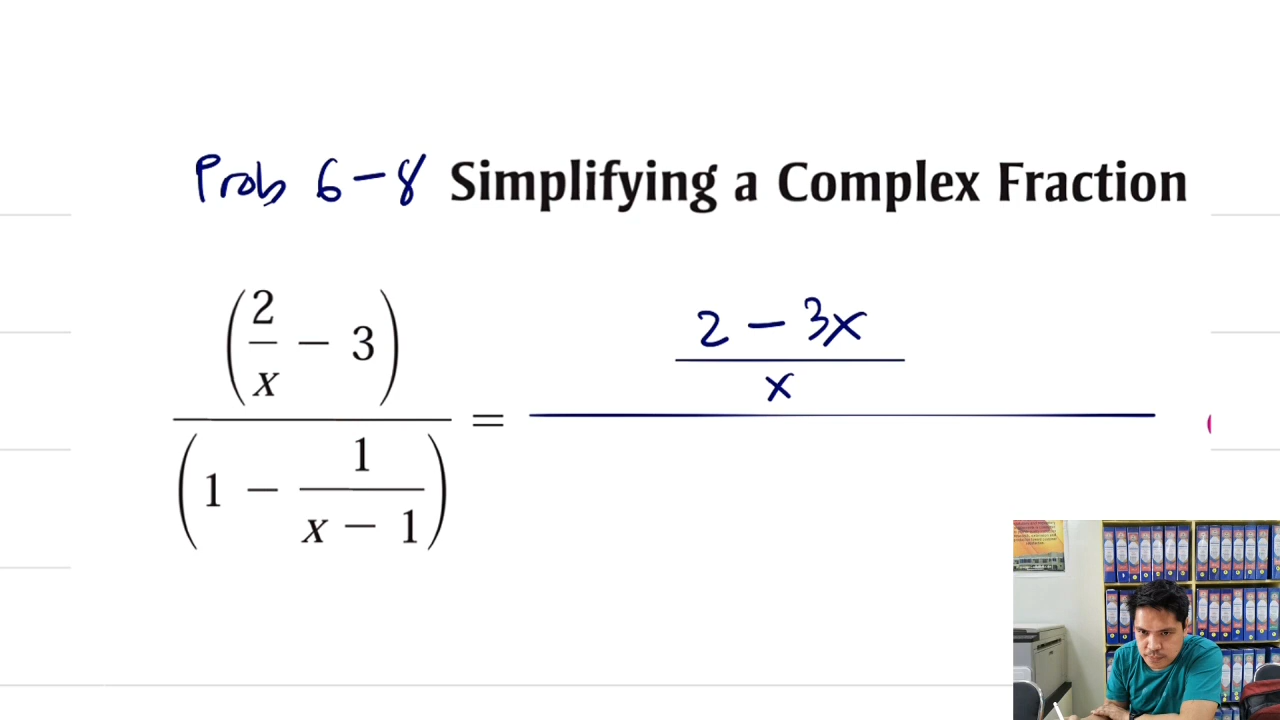 Prob 6-8 Simplifying a Complex Fraction
(2/x − 3) / (1 − 1/(x − 1)) = ((2 − 3x)/x) /